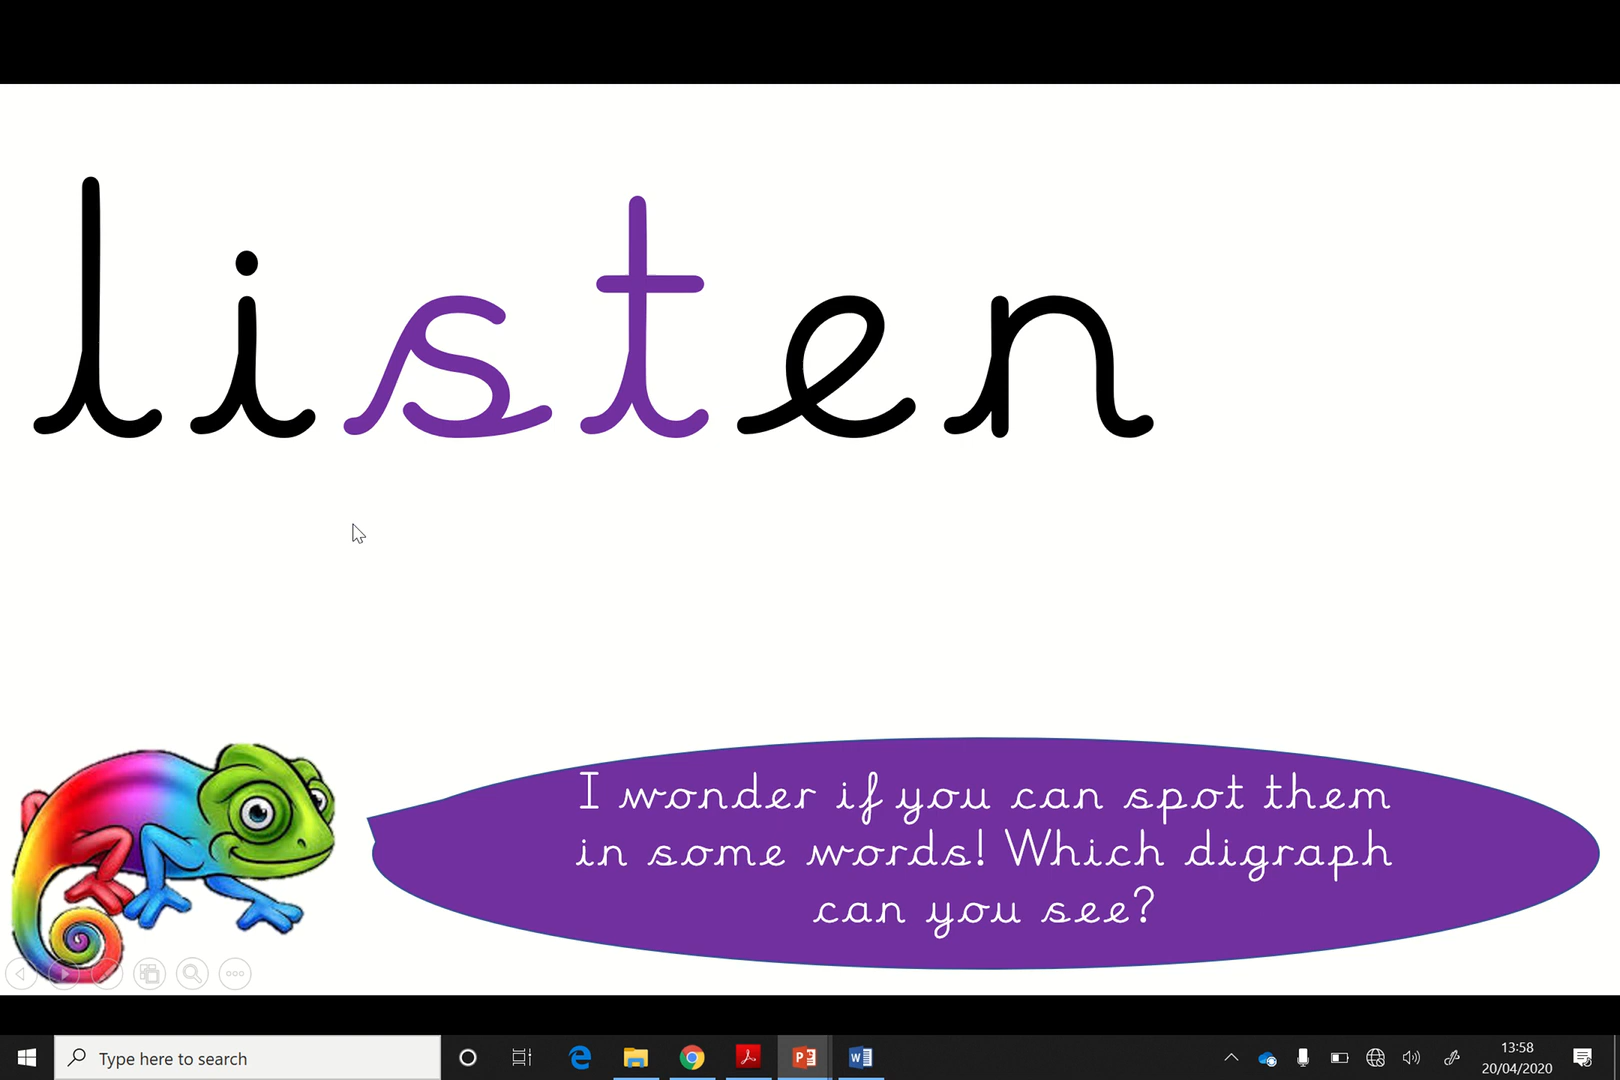 listen
I wonder if you can spot them
in some words! Which digraph
can you see?
Type here to search
13:58
20/04/2020